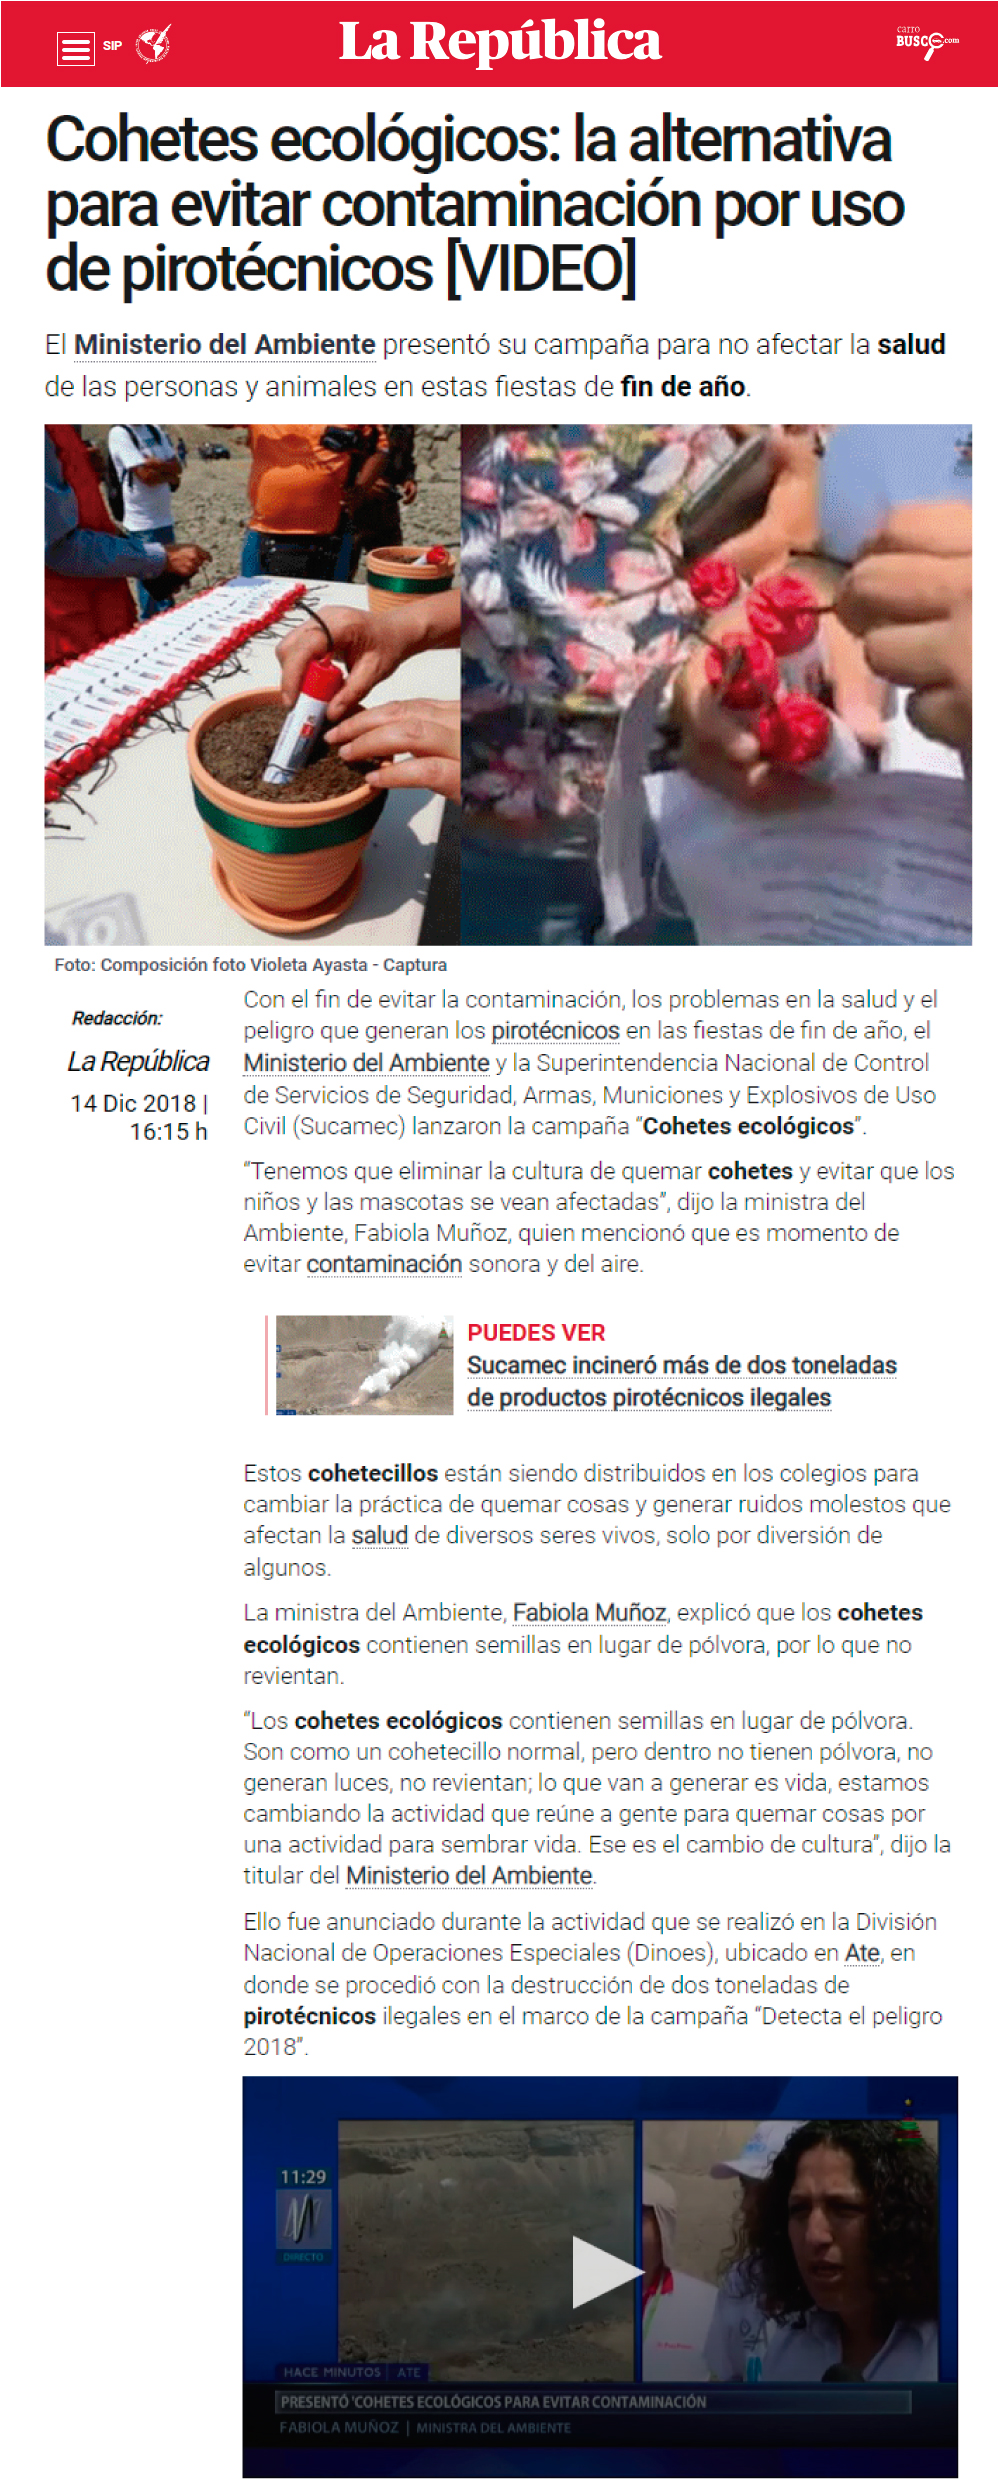 SIP
La República
carro
BUSCO.com
Cohetes ecológicos: la alternativa
para evitar contaminación por uso
de pirotécnicos [VIDEO]
El Ministerio del Ambiente presentó su campaña para no afectar la salud
de las personas y animales en estas fiestas de fin de año.
Foto: Composición foto Violeta Ayasta - Captura
Redacción:
La República
14 Dic 2018 |
16:15 h
Con el fin de evitar la contaminación, los problemas en la salud y el
peligro que generan los pirotécnicos en las fiestas de fin de año, el
Ministerio del Ambiente y la Superintendencia Nacional de Control
de Servicios de Seguridad, Armas, Municiones y Explosivos de Uso
Civil (Sucamec) lanzaron la campaña “Cohetes ecológicos”.
“Tenemos que eliminar la cultura de quemar cohetes y evitar que los
niños y las mascotas se vean afectadas”, dijo la ministra del
Ambiente, Fabiola Muñoz, quien mencionó que es momento de
evitar contaminación sonora y del aire.
PUEDES VER
Sucamec incineró más de dos toneladas
de productos pirotécnicos ilegales
Estos cohetecillos están siendo distribuidos en los colegios para
cambiar la práctica de quemar cosas y generar ruidos molestos que
afectan la salud de diversos seres vivos, solo por diversión de
algunos.
La ministra del Ambiente, Fabiola Muñoz, explicó que los cohetes
ecológicos contienen semillas en lugar de pólvora, por lo que no
revientan.
“Los cohetes ecológicos contienen semillas en lugar de pólvora.
Son como un cohetecillo normal, pero dentro no tienen pólvora, no
generan luces, no revientan; lo que van a generar es vida, estamos
cambiando la actividad que reúne a gente para quemar cosas por
una actividad para sembrar vida. Ese es el cambio de cultura”, dijo la
titular del Ministerio del Ambiente.
Ello fue anunciado durante la actividad que se realizó en la División
Nacional de Operaciones Especiales (Dinoes), ubicado en Ate, en
donde se procedió con la destrucción de dos toneladas de
pirotécnicos ilegales en el marco de la campaña “Detecta el peligro
2018”.
11:29
DIRECTO
HACE MINUTOS | ATE
PRESENTÓ 'COHETES ECOLÓGICOS PARA EVITAR CONTAMINACIÓN
FABIOLA MUÑOZ | MINISTRA DEL AMBIENTE